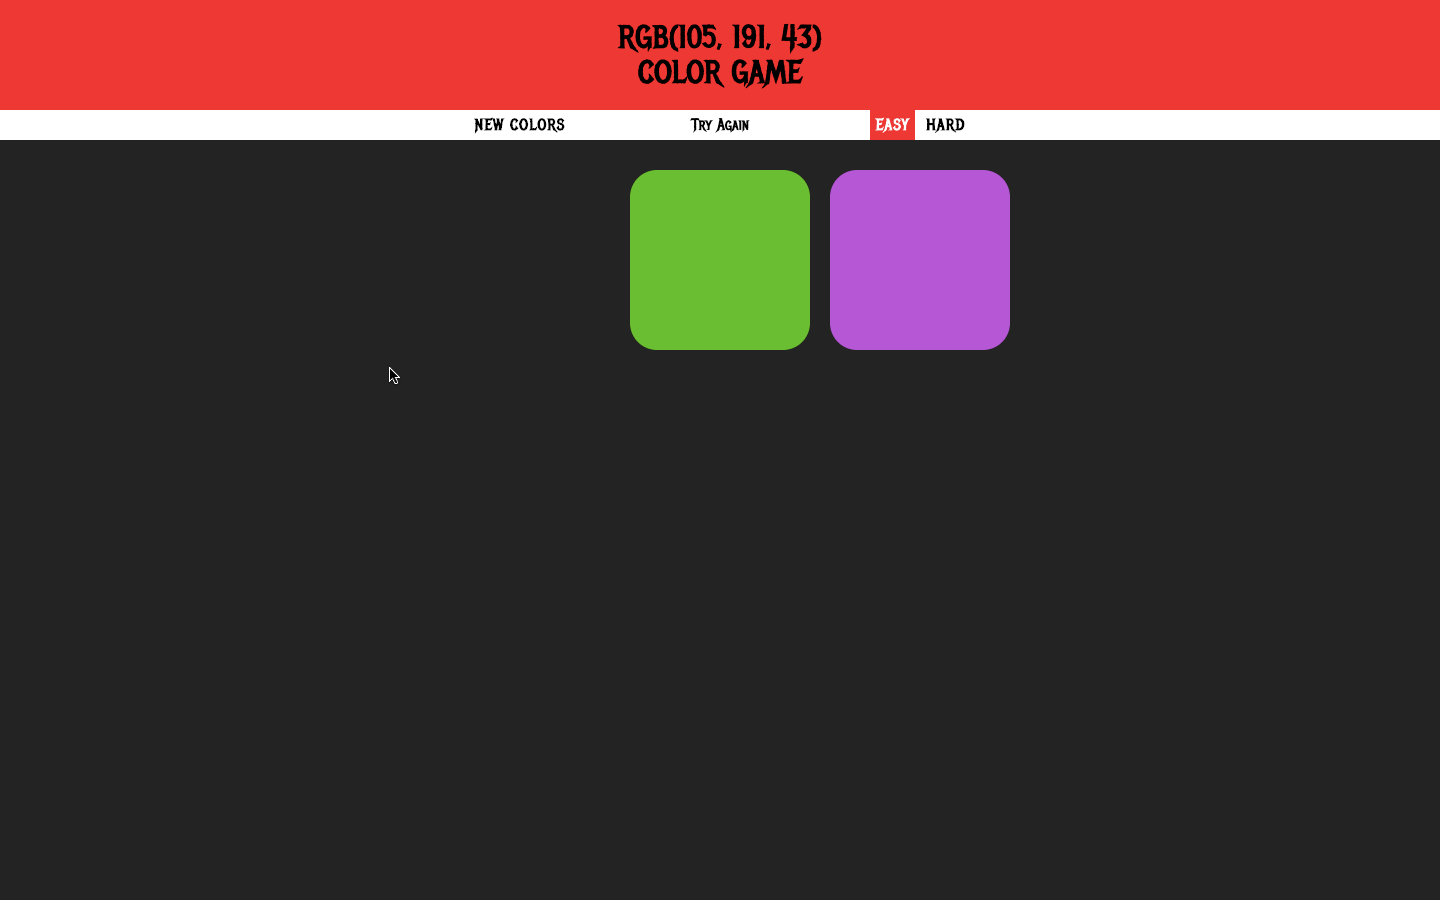 RGB(105, 191, 43)
COLOR GAME
NEW COLORS
Try Again
EASY
HARD